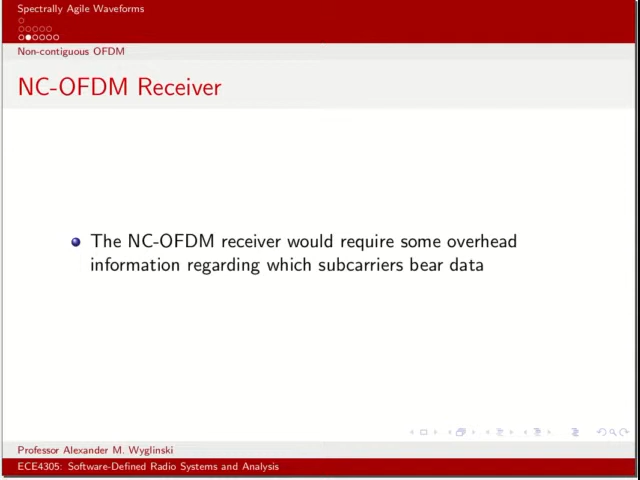 Spectrally Agile Waveforms
Non-contiguous OFDM
NC-OFDM Receiver
The NC-OFDM receiver would require some overhead
information regarding which subcarriers bear data
Professor Alexander M. Wyglinski
ECE4305: Software-Defined Radio Systems and Analysis